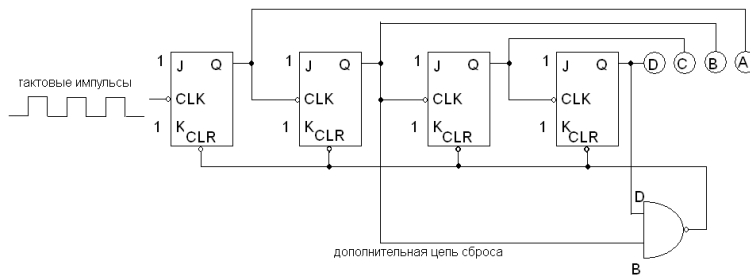 1 J Q 1 J Q 1 J Q 1 J Q D C B A
тактовые импульсы
CLK CLK CLK CLK
1 K CLR 1 K CLR 1 K CLR 1 K CLR
D
дополнительная цепь сброса
B